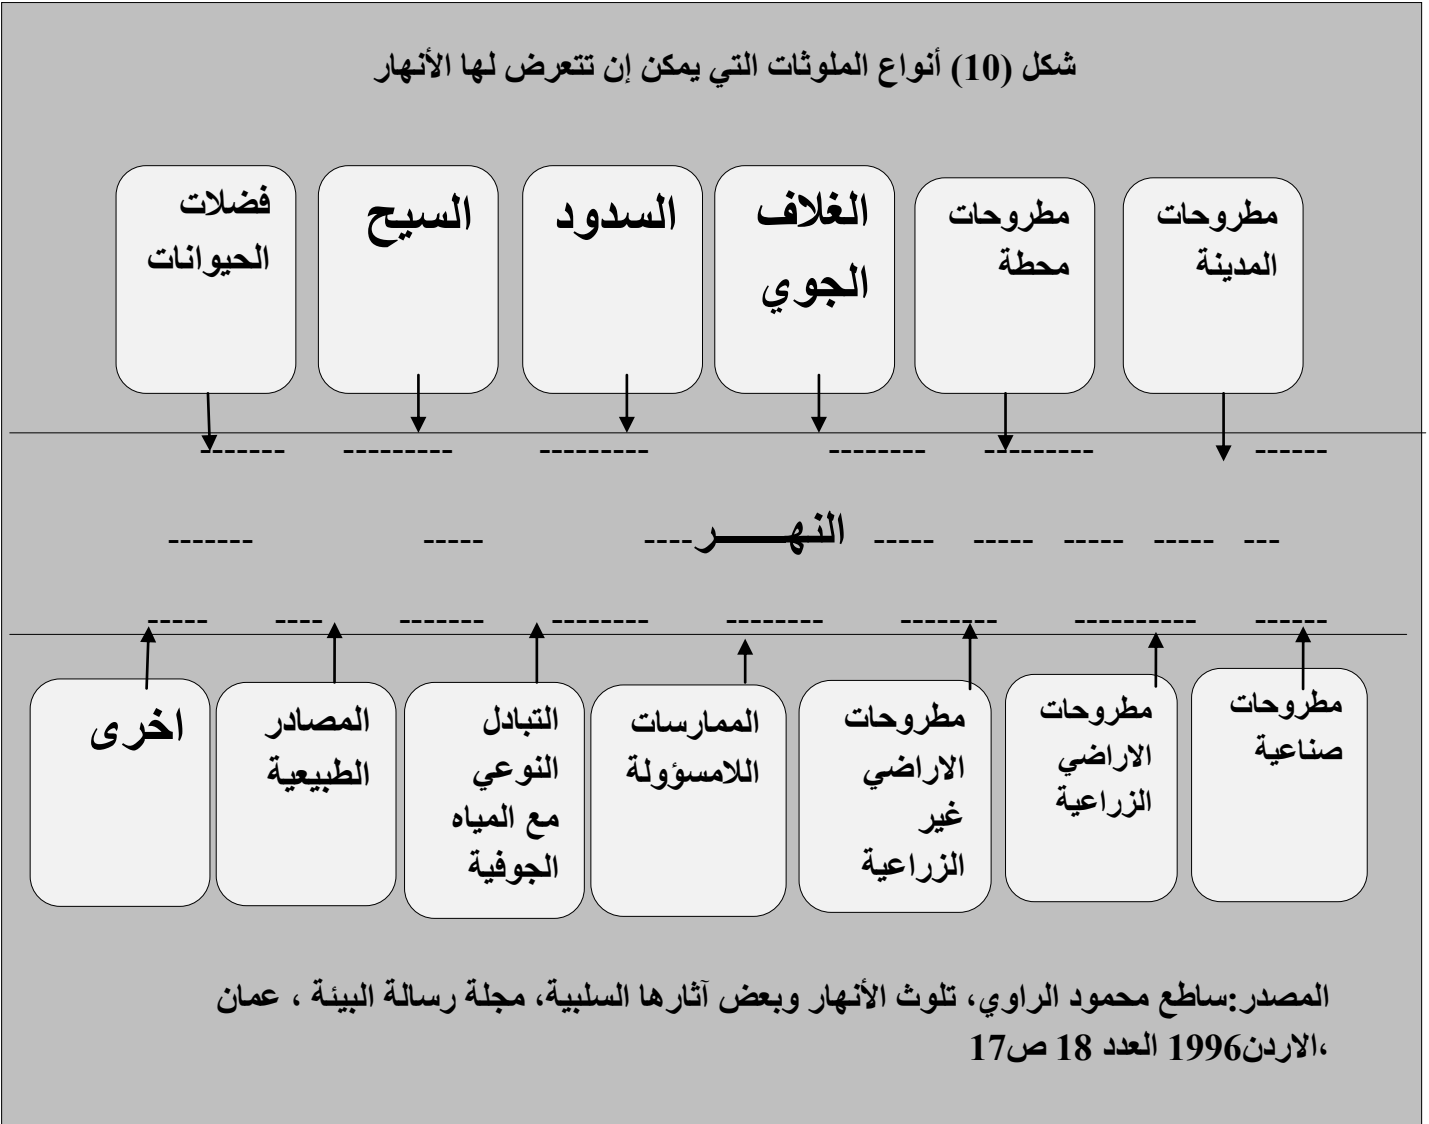 شكل (10) أنواع الملوثات التي يمكن إن تتعرض لها الأنهار
مطروحات
المدينة
مطروحات
محطة
الغلاف
الجوي
السدود
السيح
فضلات
الحيوانات
النهـــــر
مطروحات
صناعية
مطروحات
الاراضي
الزراعية
مطروحات
الاراضي
غير
الزراعية
الممارسات
اللامسؤولة
التبادل
النوعي
مع المياه
الجوفية
المصادر
الطبيعية
اخرى
المصدر:ساطع محمود الراوي، تلوث الأنهار وبعض آثارها السلبية، مجلة رسالة البيئة ، عمان
،الاردن1996 العدد 18 ص17